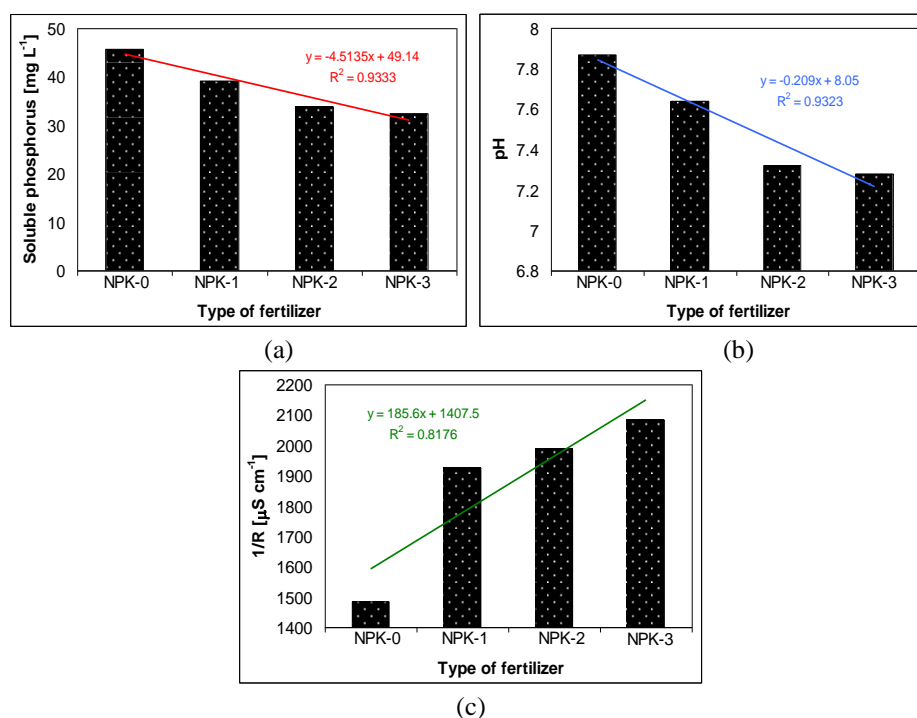 Soluble phosphorus [mg L⁻¹]
50
40
30
20
10
0
y = -4.5135x + 49.14
R² = 0.9333
NPK-0 NPK-1 NPK-2 NPK-3
Type of fertilizer
(a)
pH
8
7.8
7.6
7.4
7.2
7
6.8
y = -0.209x + 8.05
R² = 0.9323
NPK-0 NPK-1 NPK-2 NPK-3
Type of fertilizer
(b)
1/R [µS cm⁻¹]
2200
2100
2000
1900
1800
1700
1600
1500
1400
y = 185.6x + 1407.5
R² = 0.8176
NPK-0 NPK-1 NPK-2 NPK-3
Type of fertilizer
(c)